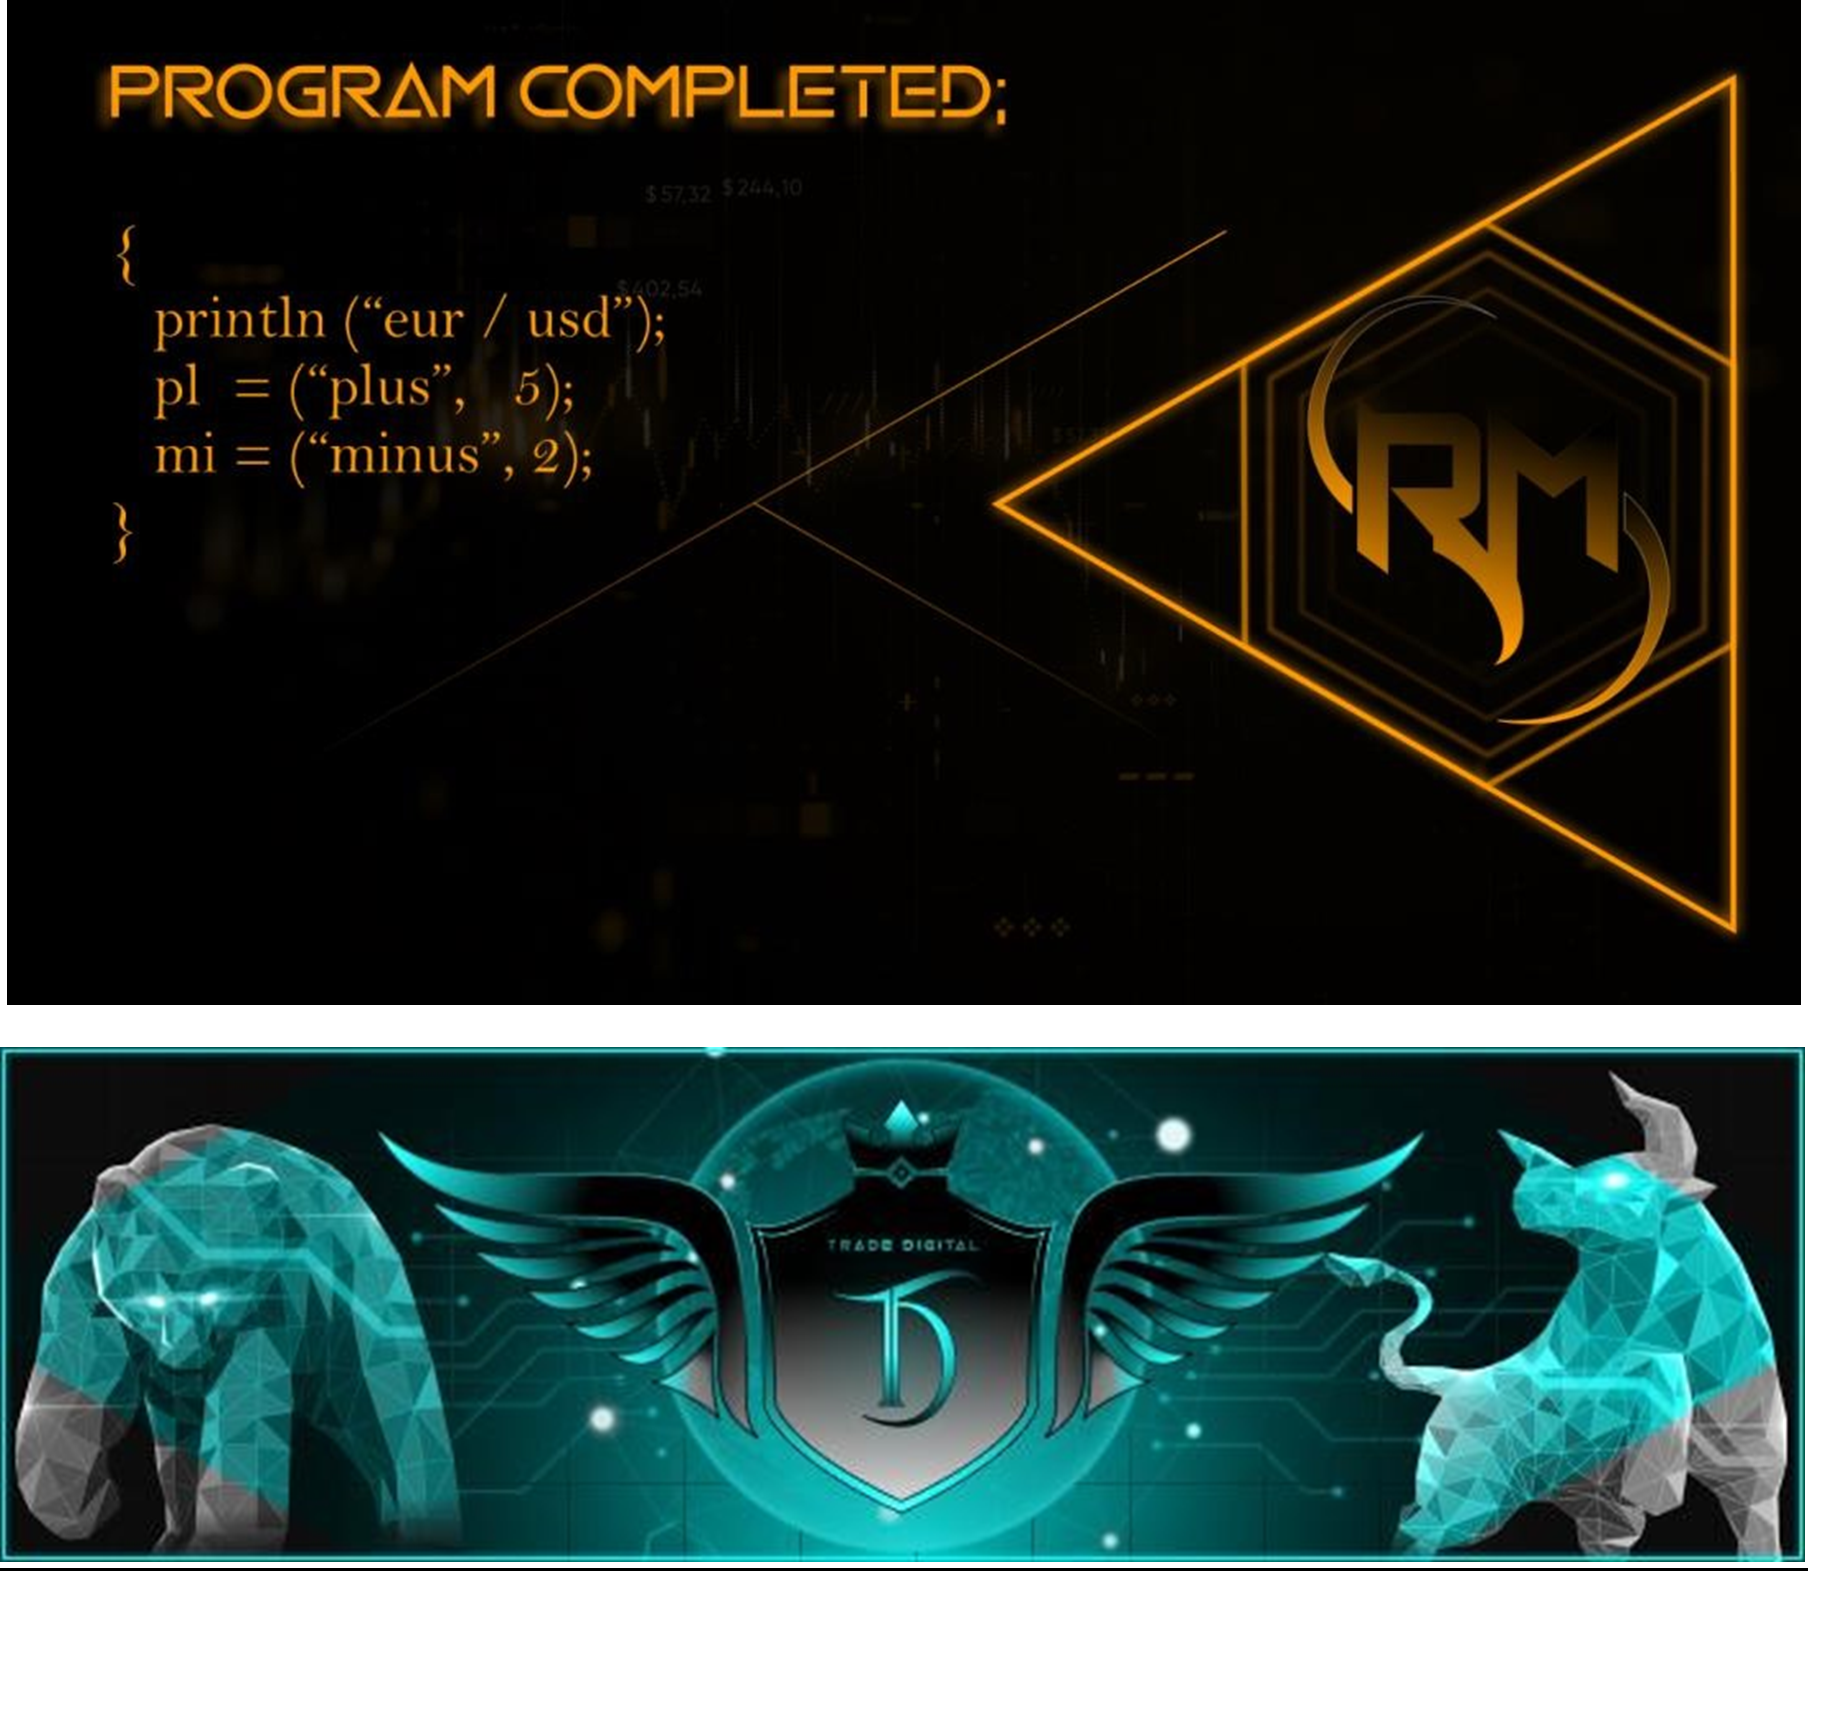 PROGRAM COMPLETED;
$57,32 $244,10
{
$402,54
println (“eur / usd”);
pl = (“plus”, 5);
mi = (“minus”, 2);
}
RM
TRADE DIGITAL
TD